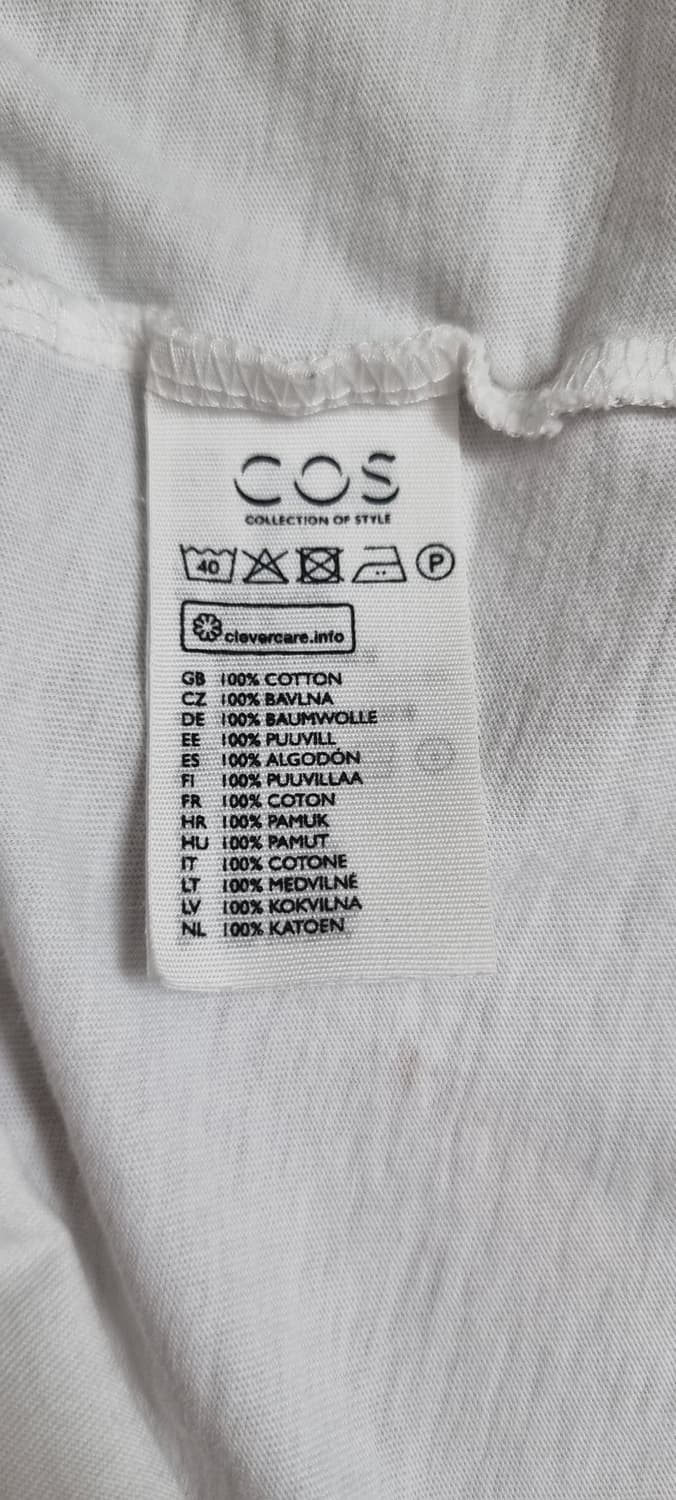 COS
COLLECTION OF STYLE
40 P
clevercare.info
GB 100% COTTON
CZ 100% BAVLNA
DE 100% BAUMWOLLE
EE 100% PUUVILL
ES 100% ALGODÓN
FI 100% PUUVILLAA
FR 100% COTON
HR 100% PAMUK
HU 100% PAMUT
IT 100% COTONE
LT 100% MEDVILNĖ
LV 100% KOKVILNA
NL 100% KATOEN